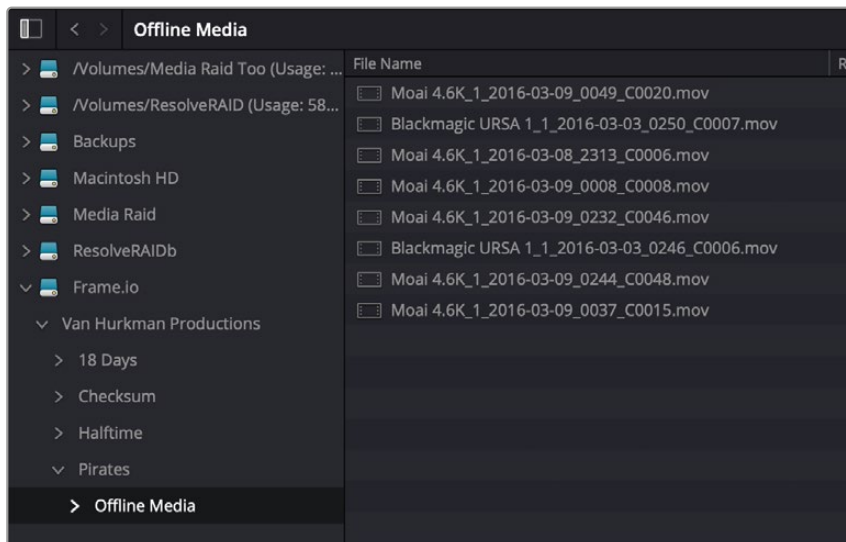 Offline Media
/Volumes/Media Raid Too (Usage: ...
/Volumes/ResolveRAID (Usage: 58...
Backups
Macintosh HD
Media Raid
ResolveRAIDb
Frame.io
Van Hurkman Productions
18 Days
Checksum
Halftime
Pirates
Offline Media
File Name
R
Moai 4.6K_1_2016-03-09_0049_C0020.mov
Blackmagic URSA 1_1_2016-03-03_0250_C0007.mov
Moai 4.6K_1_2016-03-08_2313_C0006.mov
Moai 4.6K_1_2016-03-09_0008_C0008.mov
Moai 4.6K_1_2016-03-09_0232_C0046.mov
Blackmagic URSA 1_1_2016-03-03_0246_C0006.mov
Moai 4.6K_1_2016-03-09_0244_C0048.mov
Moai 4.6K_1_2016-03-09_0037_C0015.mov